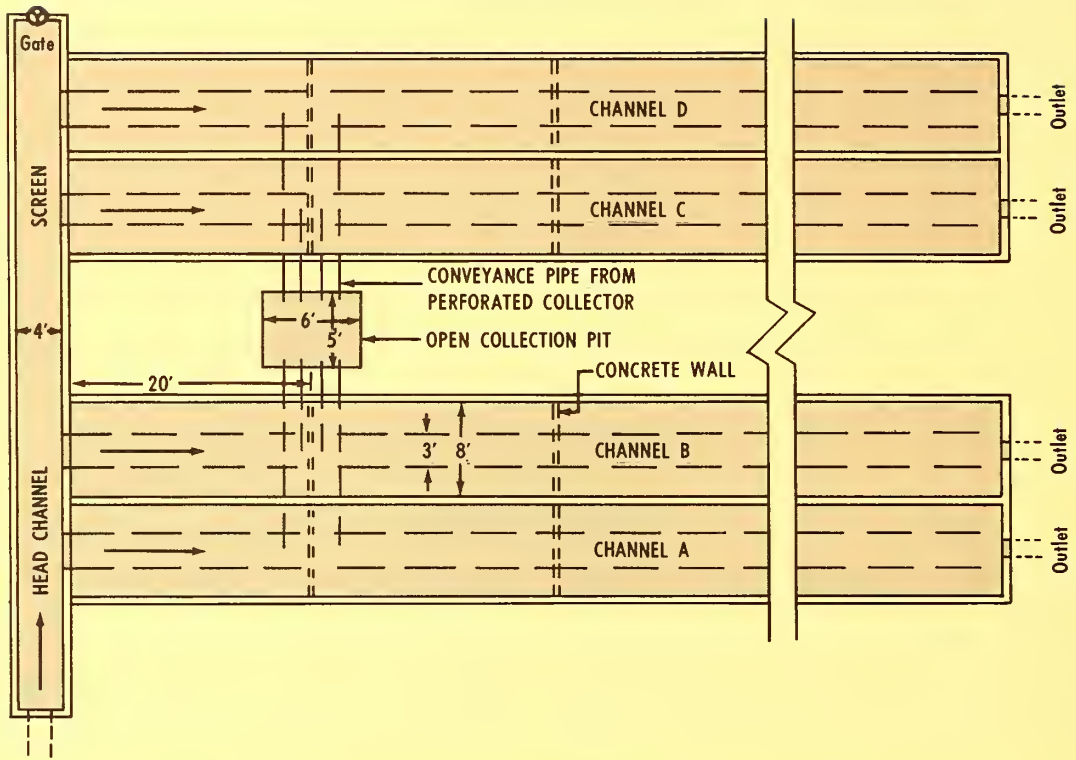 Gate
CHANNEL D
Outlet
SCREEN
CHANNEL C
Outlet
CONVEYANCE PIPE FROM
PERFORATED COLLECTOR
4'
6'
5'
OPEN COLLECTION PIT
20'
CONCRETE WALL
3'
8'
CHANNEL B
Outlet
HEAD CHANNEL
CHANNEL A
Outlet